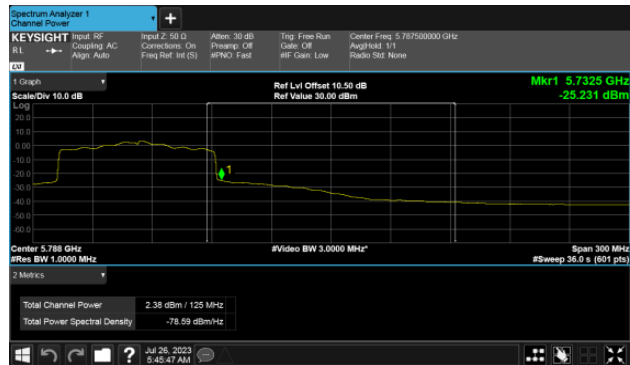 Spectrum Analyzer 1
Channel Power
+
KEYSIGHT Input: RF Input Z: 50 Ω Atten: 30 dB Trig: Free Run Center Freq: 5.787500000 GHz
RL Coupling: AC Corrections: On Preamp: Off Gate: Off Avg|Hold: 1/1
Align: Auto Freq Ref: Int (S) #PNO: Fast #IF Gain: Low Radio Std: None
LXI
1 Graph Ref Lvl Offset 10.50 dB Mkr1 5.7325 GHz
Scale/Div 10.0 dB Ref Value 30.00 dBm -25.231 dBm
Log
20.0
10.0
0.00
-10.0
-20.0
-30.0
-40.0
-50.0
-60.0
1
Center 5.788 GHz #Video BW 3.0000 MHz* Span 300 MHz
#Res BW 1.0000 MHz #Sweep 36.0 s (601 pts)
2 Metrics
Total Channel Power 2.38 dBm / 125 MHz
Total Power Spectral Density -78.59 dBm/Hz
? Jul 26, 2023
5:45:47 AM